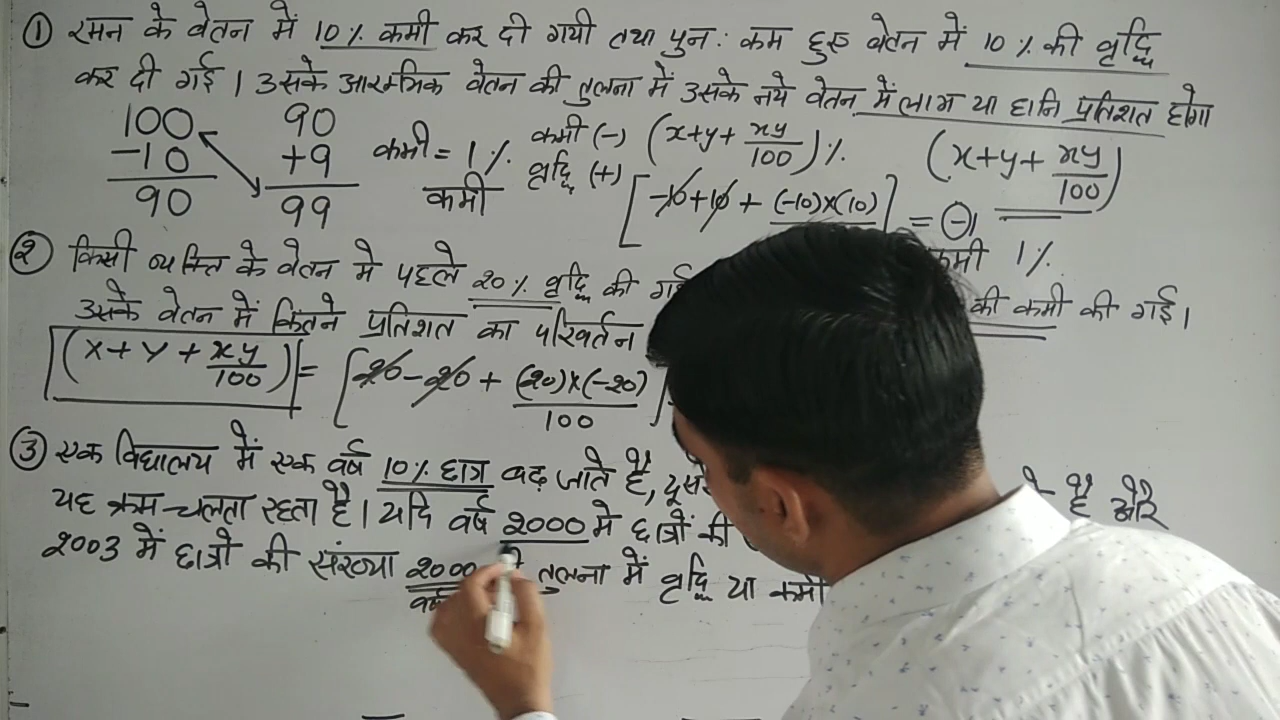 ① रमन के वेतन में 10% कमी कर दी गयी तथा पुनः कम हुए वेतन में 10% की वृद्धि
कर दी गई। उसके आरम्भिक वेतन की तुलना में उसके नये वेतन में लाभ या हानि प्रतिशत होगा
100 90 कमी = 1% कमी (-) (x+y+xy/100)% (x+y+xy/100)
-10 +9 कमी वृद्धि (+) [-10+10+(-10)×(10) ] = -1
90 99 कमी 1%
② किसी व्यक्ति के वेतन मे पहले 20% वृद्धि की की कमी की गई।
उसके वेतन में कितने प्रतिशत का परिवर्तन
(x+y+xy/100) = [20-20+(20)×(-20)/100]
③ एक विद्यालय में एक वर्ष 10% छात्र बढ़ जाते है, है और
यह क्रम चलता रहता है। यदि वर्ष 2000 मे छात्रों की
2003 में छात्रो की संख्या 2000 तुलना में वृद्धि या कमी
वर्ष